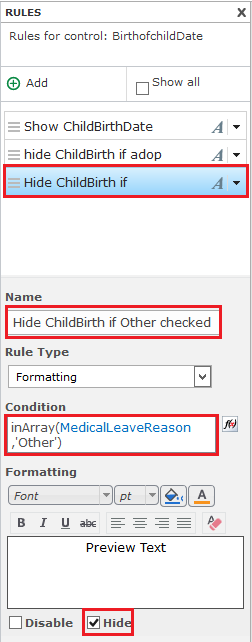 RULES X
Rules for control: BirthofchildDate
Add Show all
Show ChildBirthDate A
hide ChildBirth if adop A
Hide ChildBirth if A
Name
Hide ChildBirth if Other checked
Rule Type
Formatting
Condition
inArray(MedicalLeaveReason
,'Other') f(x)
Formatting
Font pt A
B I U abc A
Preview Text
Disable Hide